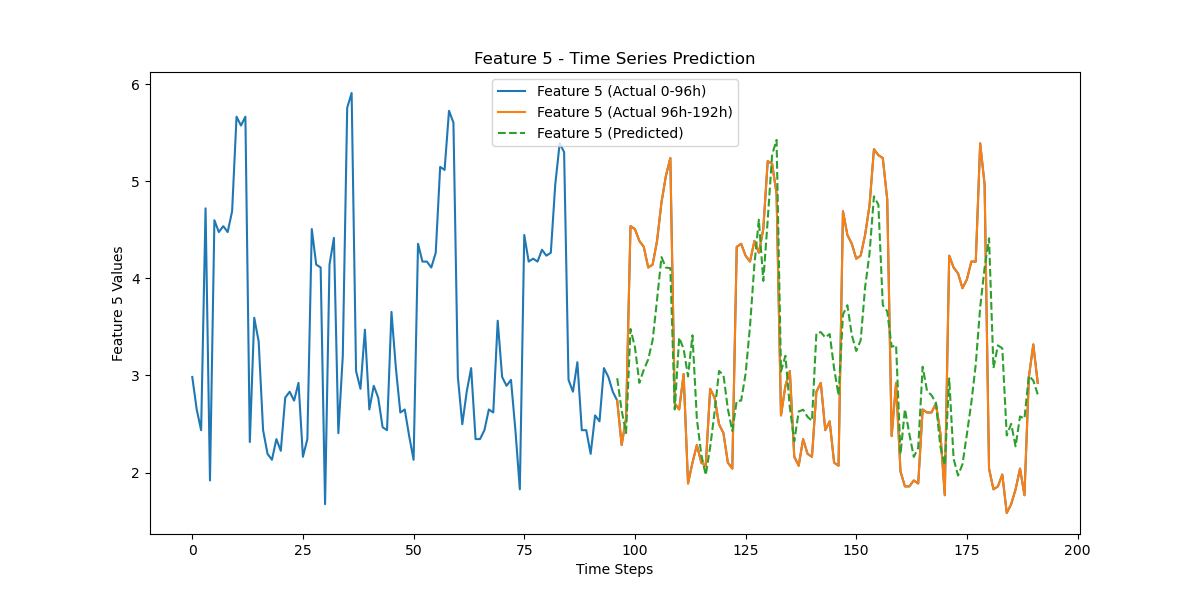 Feature 5 - Time Series Prediction
Feature 5 (Actual 0-96h)
Feature 5 (Actual 96h-192h)
Feature 5 (Predicted)
Feature 5 Values
6
5
4
3
2
0 25 50 75 100 125 150 175 200
Time Steps